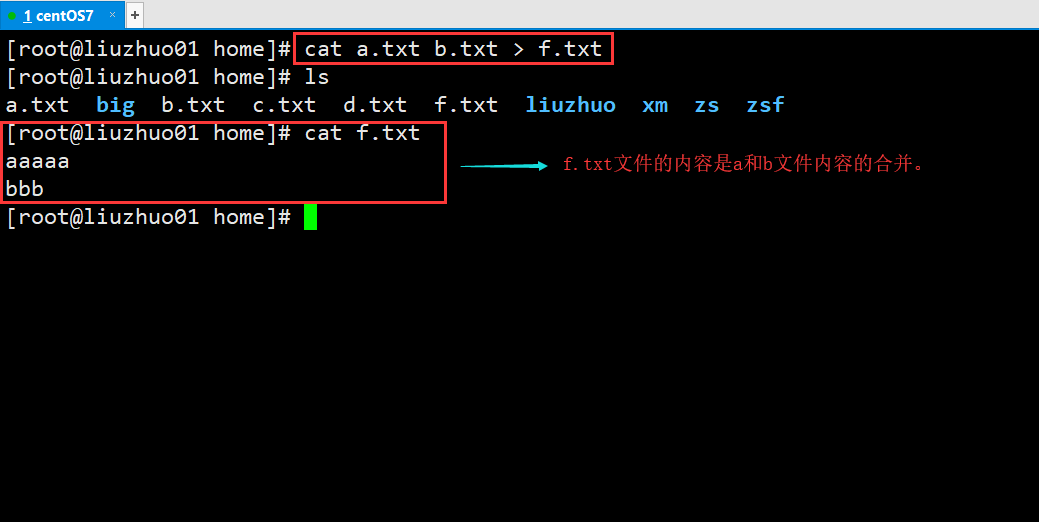 1 centOS7 × +
[root@liuzhuo01 home]# cat a.txt b.txt > f.txt
[root@liuzhuo01 home]# ls
a.txt  big  b.txt  c.txt  d.txt  f.txt  liuzhuo  xm  zs  zsf
[root@liuzhuo01 home]# cat f.txt
aaaaa
f.txt文件的内容是a和b文件内容的合并。
bbb
[root@liuzhuo01 home]#